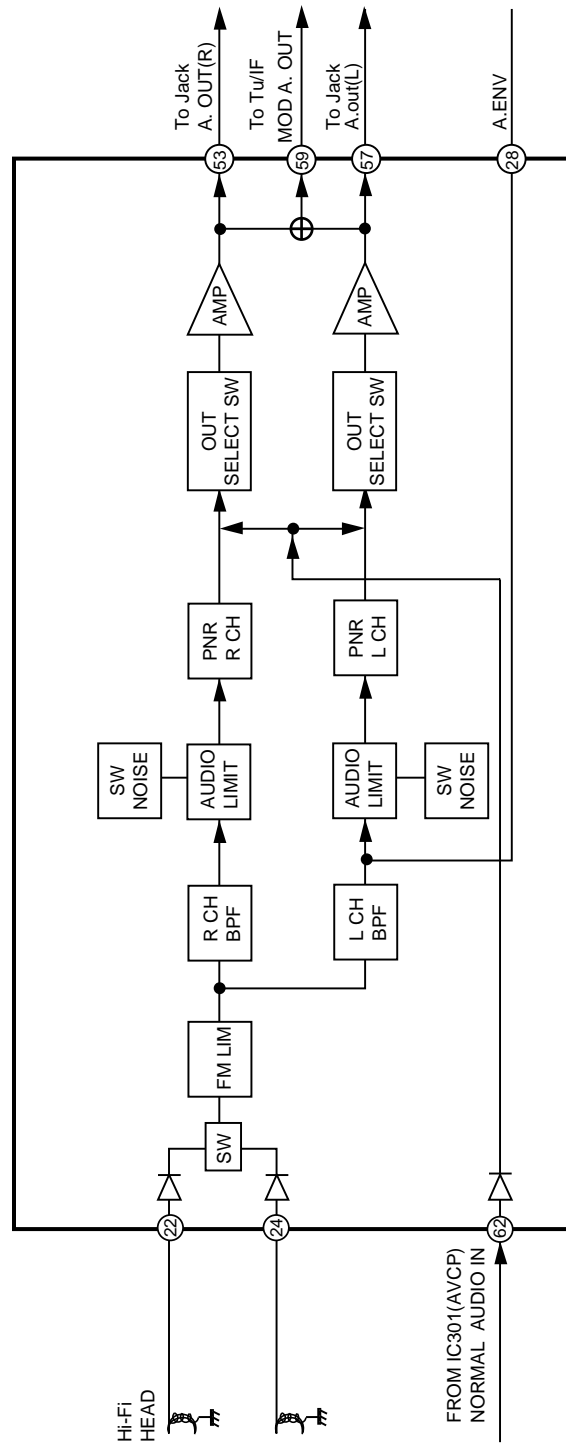 Hi-Fi
HEAD
22
24
SW
FM LIM
R CH
BPF
L CH
BPF
SW
NOISE
AUDIO
LIMIT
AUDIO
LIMIT
SW
NOISE
PNR
R CH
PNR
L CH
OUT
SELECT SW
OUT
SELECT SW
AMP
AMP
53
59
57
28
To Jack
A. OUT(R)
To Tu/IF
MOD A. OUT
To Jack
A.out(L)
A.ENV
FROM IC301(AVCP)
NORMAL AUDIO IN
62